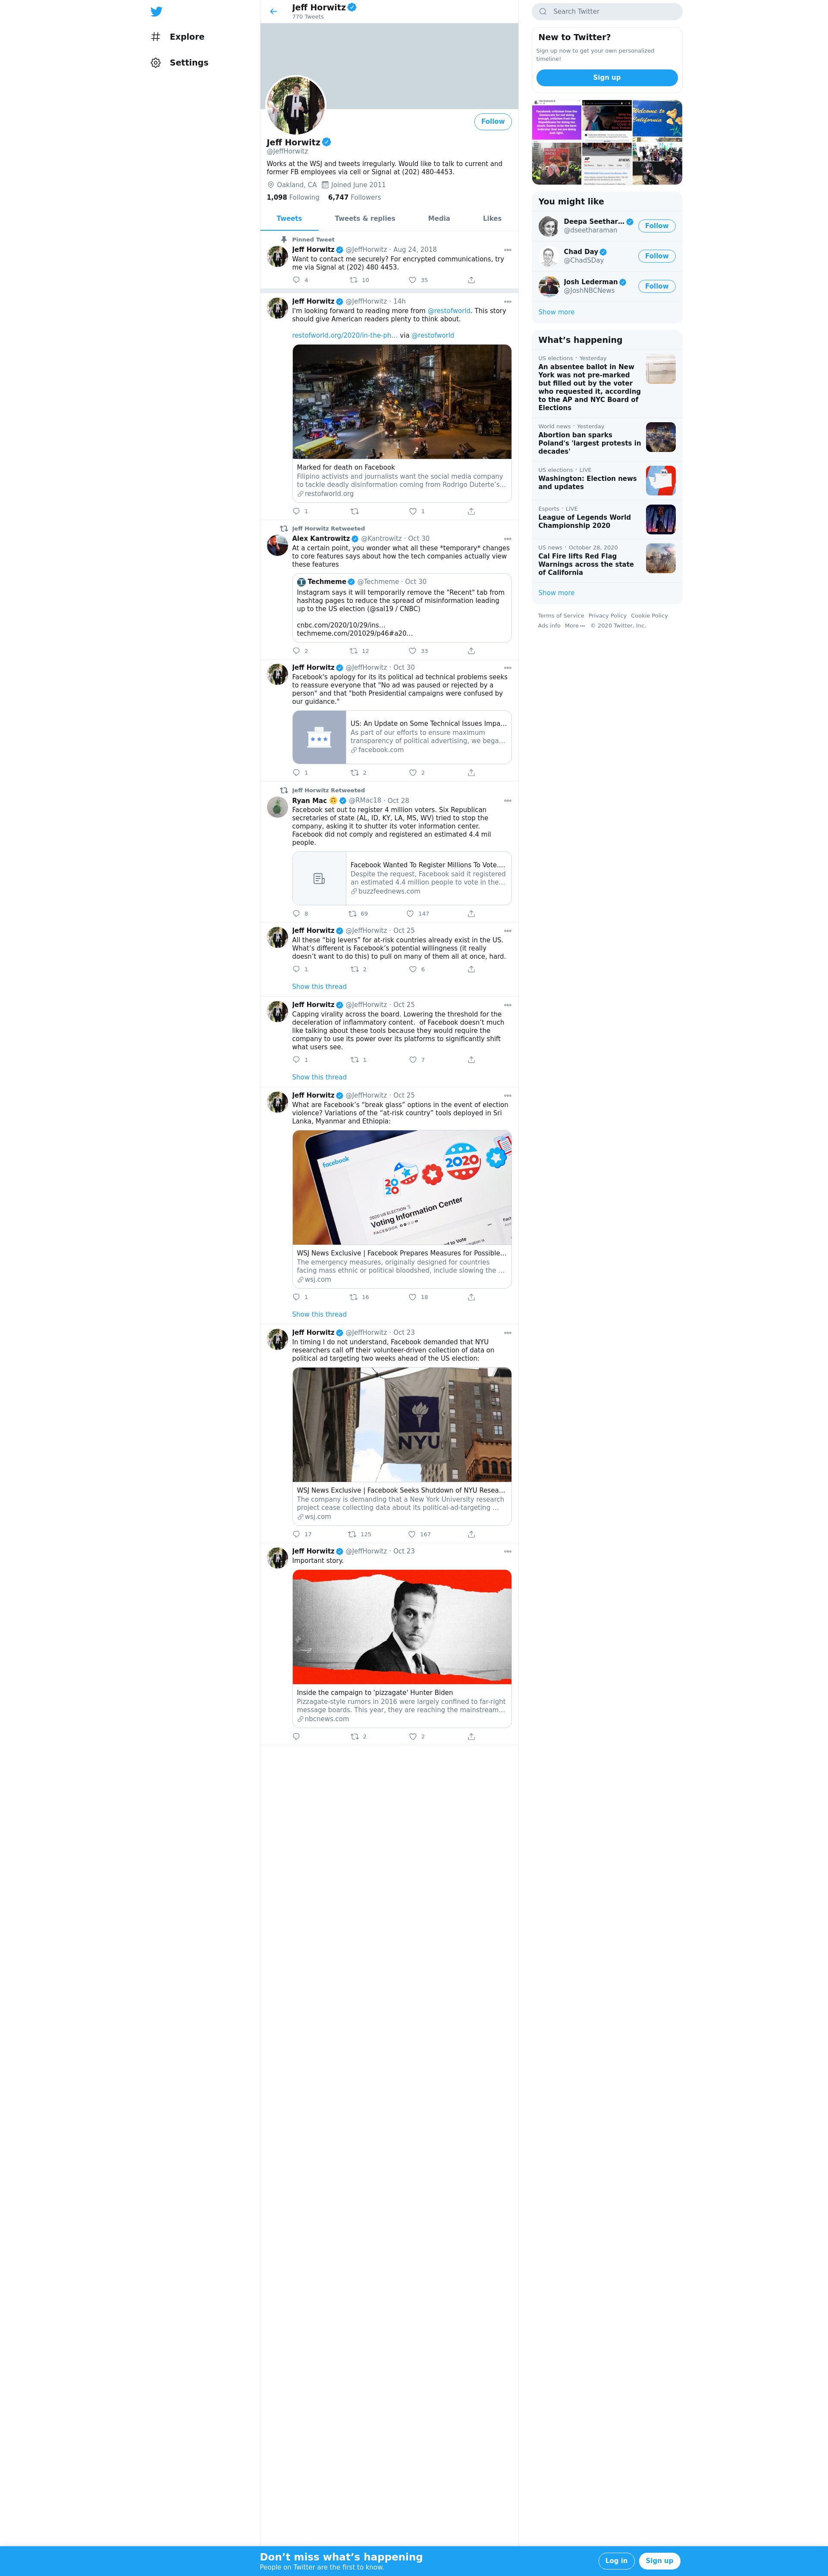 Explore
Settings
Jeff Horwitz
770 Tweets
Follow
Jeff Horwitz
@JeffHorwitz
Works at the WSJ and tweets irregularly. Would like to talk to current and
former FB employees via cell or Signal at (202) 480-4453.
Oakland, CA Joined June 2011
1,098 Following 6,747 Followers
Tweets Tweets & replies Media Likes
Pinned Tweet
Jeff Horwitz @JeffHorwitz · Aug 24, 2018
Want to contact me securely? For encrypted communications, try
me via Signal at (202) 480 4453.
4 10 35
Jeff Horwitz @JeffHorwitz · 14h
I'm looking forward to reading more from @restofworld. This story
should give American readers plenty to think about.
restofworld.org/2020/in-the-ph… via @restofworld
Marked for death on Facebook
Filipino activists and journalists want the social media company
to tackle deadly disinformation coming from Rodrigo Duterte's…
restofworld.org
1 1
Jeff Horwitz Retweeted
Alex Kantrowitz @Kantrowitz · Oct 30
At a certain point, you wonder what all these *temporary* changes
to core features says about how the tech companies actually view
these features
Techmeme @Techmeme · Oct 30
Instagram says it will temporarily remove the "Recent" tab from
hashtag pages to reduce the spread of misinformation leading
up to the US election (@sal19 / CNBC)
cnbc.com/2020/10/29/ins…
techmeme.com/201029/p46#a20…
2 12 33
Jeff Horwitz @JeffHorwitz · Oct 30
Facebook's apology for its its political ad technical problems seeks
to reassure everyone that "No ad was paused or rejected by a
person" and that "both Presidential campaigns were confused by
our guidance."
US: An Update on Some Technical Issues Impa…
As part of our efforts to ensure maximum
transparency of political advertising, we bega…
facebook.com
1 2 2
Jeff Horwitz Retweeted
Ryan Mac 🙃 @RMac18 · Oct 28
Facebook set out to register 4 million voters. Six Republican
secretaries of state (AL, ID, KY, LA, MS, WV) tried to stop the
company, asking it to shutter its voter information center.
Facebook did not comply and registered an estimated 4.4 mil
people.
Facebook Wanted To Register Millions To Vote.…
Despite the request, Facebook said it registered
an estimated 4.4 million people to vote in the…
buzzfeednews.com
8 69 147
Jeff Horwitz @JeffHorwitz · Oct 25
All these “big levers” for at-risk countries already exist in the US.
What’s different is Facebook’s potential willingness (it really
doesn’t want to do this) to pull on many of them all at once, hard.
1 2 6
Show this thread
Jeff Horwitz @JeffHorwitz · Oct 25
Capping virality across the board. Lowering the threshold for the
deceleration of inflammatory content.  of Facebook doesn’t much
like talking about these tools because they would require the
company to use its power over its platforms to significantly shift
what users see.
1 1 7
Show this thread
Jeff Horwitz @JeffHorwitz · Oct 25
What are Facebook’s “break glass” options in the event of election
violence? Variations of the “at-risk country” tools deployed in Sri
Lanka, Myanmar and Ethiopia:
facebook
2020
2020
2020 US ELECTION
Voting Information Center
FACEBOOK
WSJ News Exclusive | Facebook Prepares Measures for Possible…
The emergency measures, originally designed for countries
facing mass ethnic or political bloodshed, include slowing the …
wsj.com
1 16 18
Show this thread
Jeff Horwitz @JeffHorwitz · Oct 23
In timing I do not understand, Facebook demanded that NYU
researchers call off their volunteer-driven collection of data on
political ad targeting two weeks ahead of the US election:
NYU
WSJ News Exclusive | Facebook Seeks Shutdown of NYU Resea…
The company is demanding that a New York University research
project cease collecting data about its political-ad-targeting …
wsj.com
17 125 167
Jeff Horwitz @JeffHorwitz · Oct 23
Important story.
Inside the campaign to 'pizzagate' Hunter Biden
Pizzagate-style rumors in 2016 were largely confined to far-right
message boards. This year, they are reaching the mainstream…
nbcnews.com
2 2
Search Twitter
New to Twitter?
Sign up now to get your own personalized
timeline!
Sign up
Welcome to
California
You might like
Deepa Seethar…
@dseetharaman
Follow
Chad Day
@ChadSDay
Follow
Josh Lederman
@JoshNBCNews
Follow
Show more
What’s happening
US elections · Yesterday
An absentee ballot in New
York was not pre-marked
but filled out by the voter
who requested it, according
to the AP and NYC Board of
Elections
World news · Yesterday
Abortion ban sparks
Poland's 'largest protests in
decades'
US elections · LIVE
Washington: Election news
and updates
Esports · LIVE
League of Legends World
Championship 2020
US news · October 28, 2020
Cal Fire lifts Red Flag
Warnings across the state
of California
Show more
Terms of Service Privacy Policy Cookie Policy
Ads info More © 2020 Twitter, Inc.
Don’t miss what’s happening
People on Twitter are the first to know.
Log in Sign up